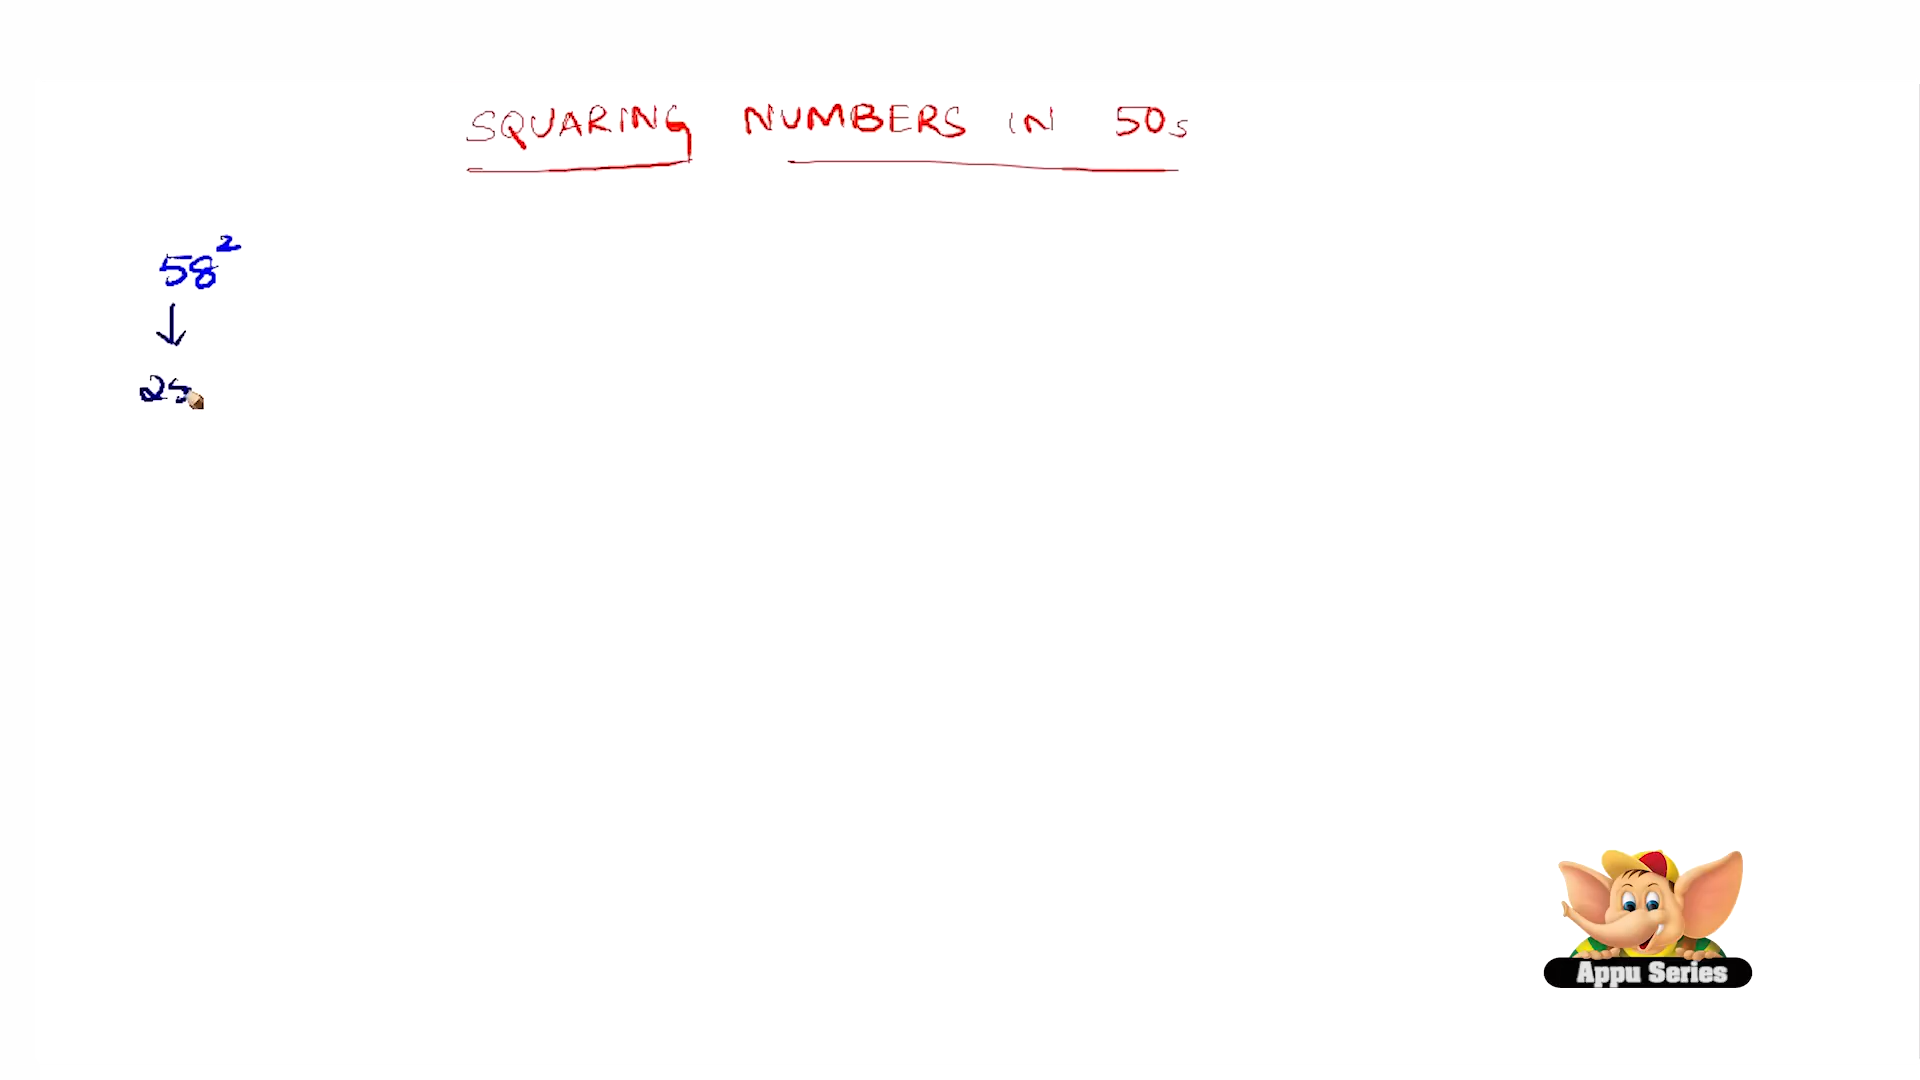 SQUARING NUMBERS IN 50s
58²
↓
25
Appu Series